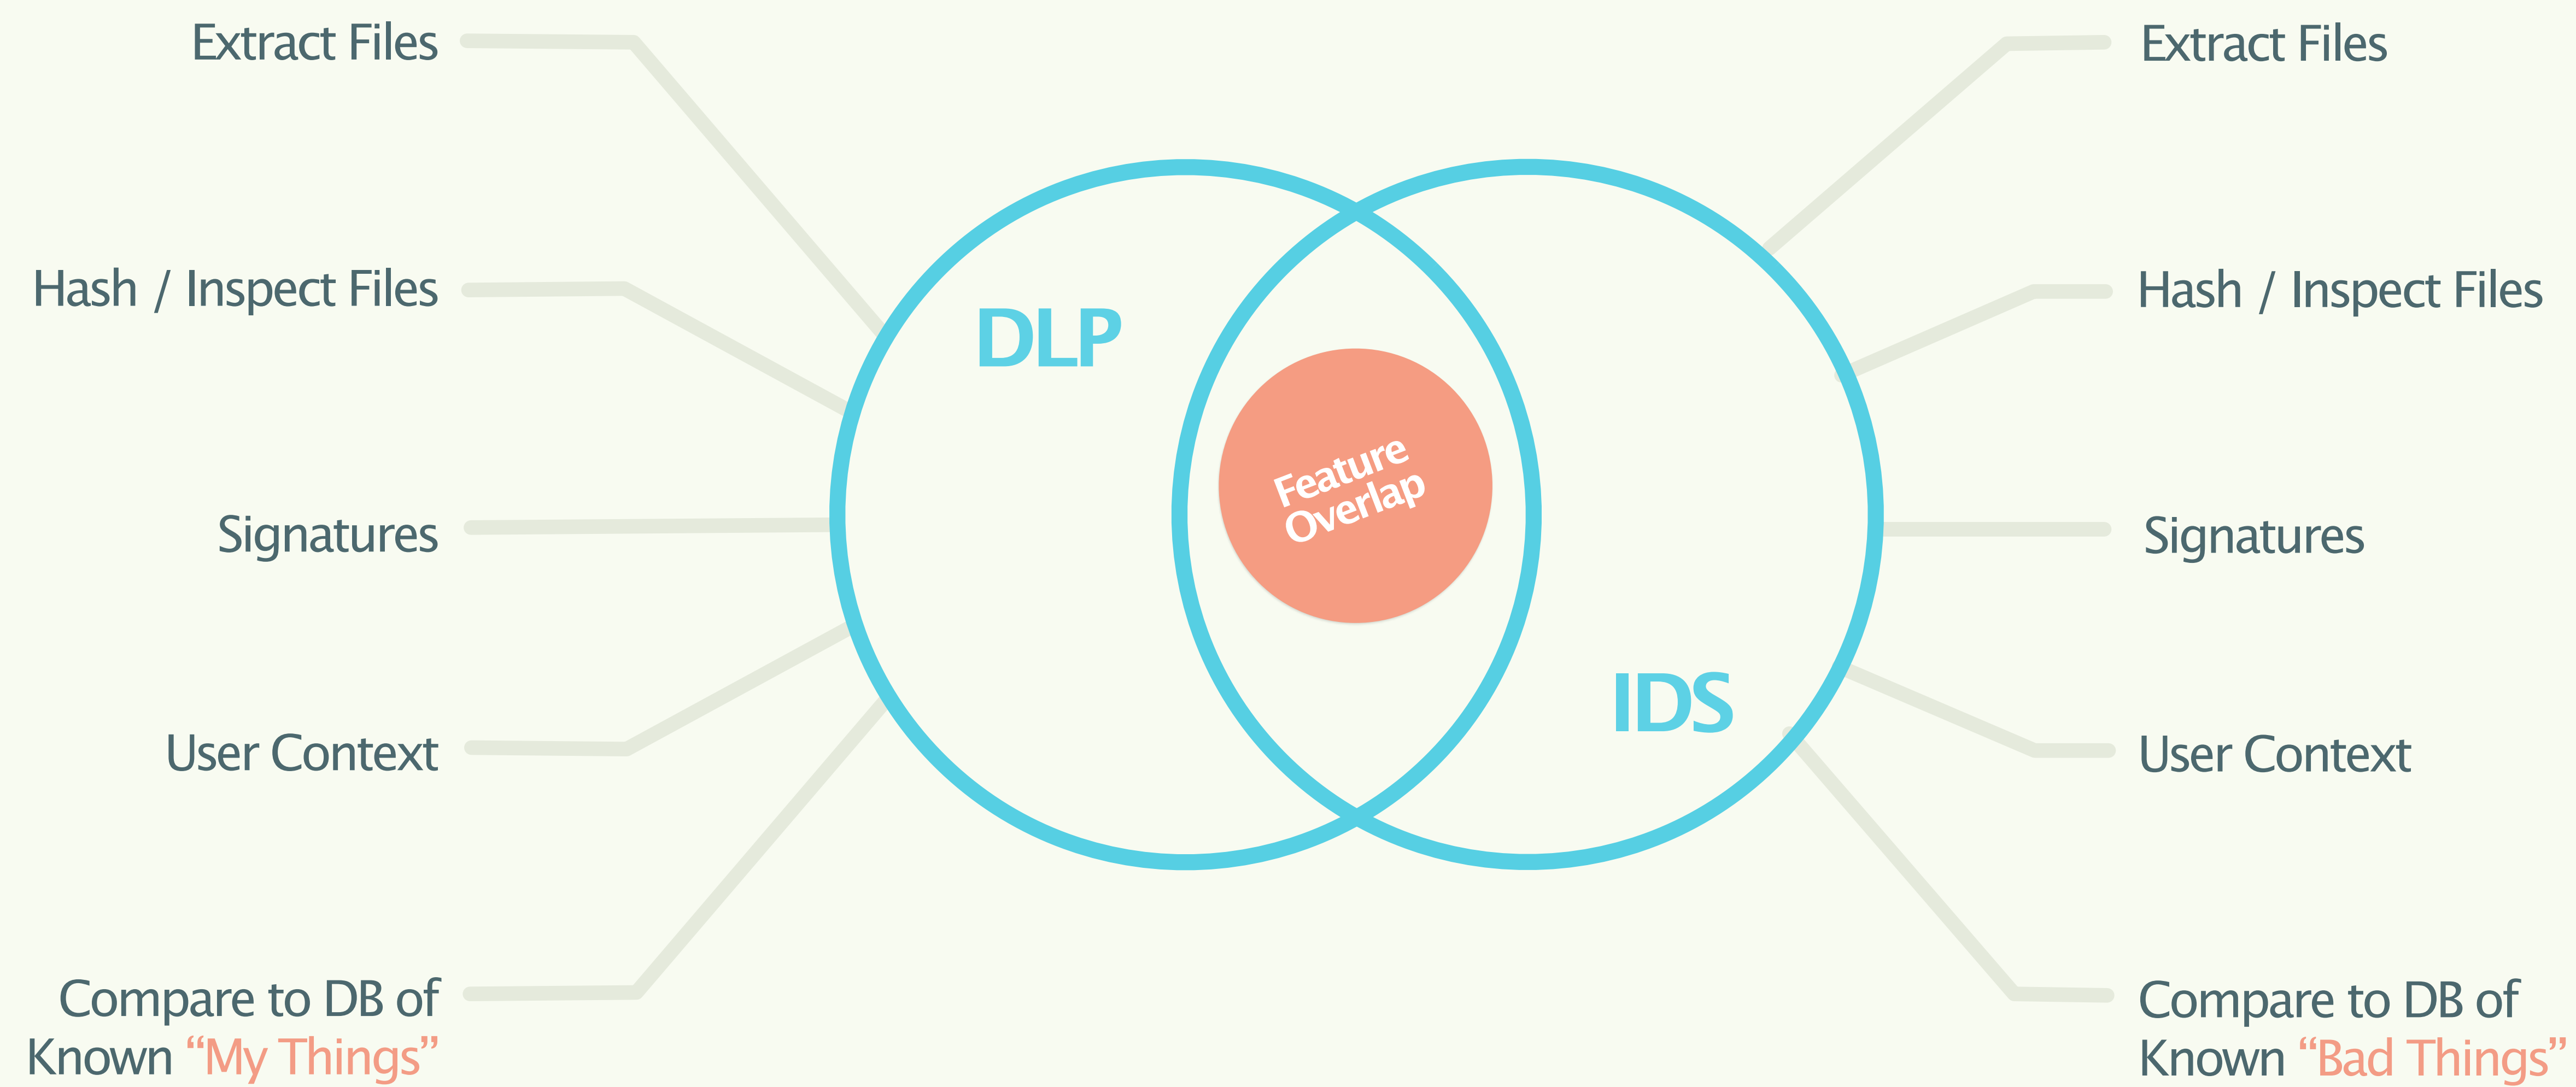 Extract Files
Hash / Inspect Files
Signatures
User Context
Compare to DB of
Known “My Things”
DLP
Feature
Overlap
IDS
Extract Files
Hash / Inspect Files
Signatures
User Context
Compare to DB of
Known “Bad Things”